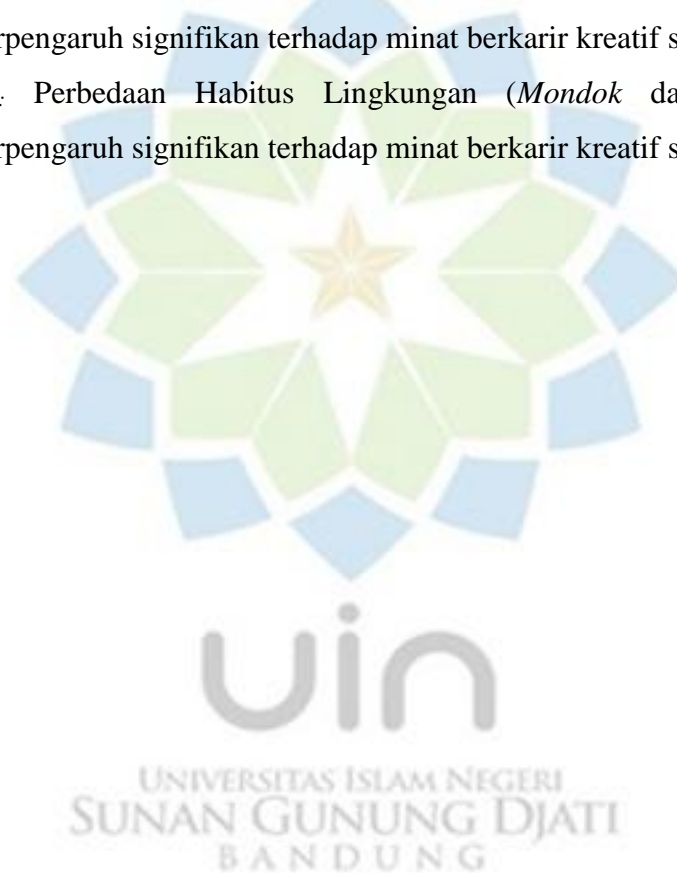 rpengaruh signifikan terhadap minat berkarir kreatif s
Perbedaan Habitus Lingkungan (Mondok da
rpengaruh signifikan terhadap minat berkarir kreatif s
uin
UNIVERSITAS ISLAM NEGERI
SUNAN GUNUNG DJATI
BANDUNG